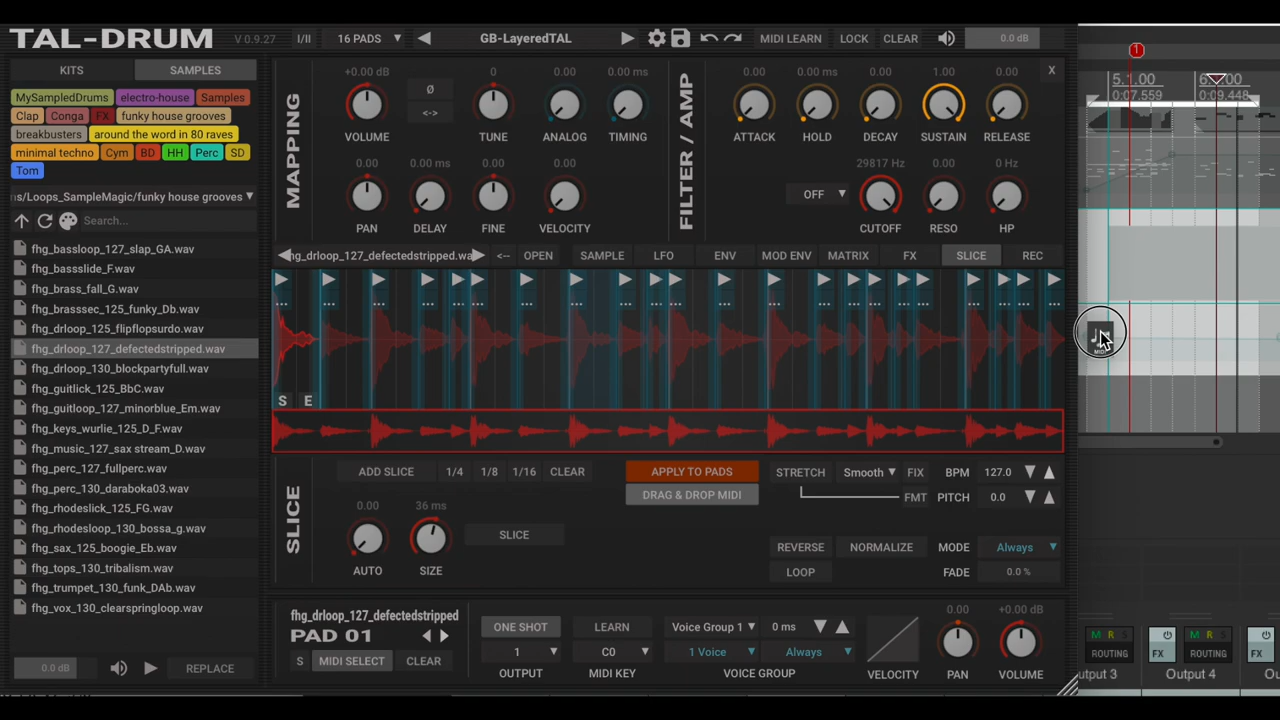 TAL-DRUM V 0.9.27 I/II 16 PADS GB-LayeredTAL MIDI LEARN LOCK CLEAR 0.0 dB
KITS SAMPLES
MySampledDrums electro-house Samples
Clap Conga FX funky house grooves
breakbusters around the word in 80 raves
minimal techno Cym BD HH Perc SD
Tom
/Loops_SampleMagic/funky house grooves
Search...
fhg_bassloop_127_slap_GA.wav
fhg_bassslide_F.wav
fhg_brass_fall_G.wav
fhg_brasssec_125_funky_Db.wav
fhg_drloop_125_flipflopsurdo.wav
fhg_drloop_127_defectedstripped.wav
fhg_drloop_130_blockpartyfull.wav
fhg_guitlick_125_BbC.wav
fhg_guitloop_127_minorblue_Em.wav
fhg_keys_wurlie_125_D_F.wav
fhg_music_127_sax stream_D.wav
fhg_perc_127_fullperc.wav
fhg_perc_130_daraboka03.wav
fhg_rhodeslick_125_FG.wav
fhg_rhodesloop_130_bossa_g.wav
fhg_sax_125_boogie_Eb.wav
fhg_tops_130_tribalism.wav
fhg_trumpet_130_funk_DAb.wav
fhg_vox_130_clearspringloop.wav
0.0 dB REPLACE
MAPPING
+0.00 dB 0 0.00 0.00 ms
Ø
<->
VOLUME TUNE ANALOG TIMING
0.00 0.00 ms 0.00 0.00
PAN DELAY FINE VELOCITY
FILTER / AMP
X
0.00 0.00 ms 0.00 1.00 0.00
ATTACK HOLD DECAY SUSTAIN RELEASE
29817 Hz 0.00 0 Hz
OFF
CUTOFF RESO HP
fhg_drloop_127_defectedstripped.wav <-- OPEN SAMPLE LFO ENV MOD ENV MATRIX FX SLICE REC
S E
SLICE
ADD SLICE 1/4 1/8 1/16 CLEAR APPLY TO PADS STRETCH Smooth FIX BPM 127.0
DRAG & DROP MIDI FMT PITCH 0.0
0.00 36 ms
SLICE
AUTO SIZE
REVERSE NORMALIZE MODE Always
LOOP FADE 0.0 %
fhg_drloop_127_defectedstripped
PAD 01
S MIDI SELECT CLEAR
ONE SHOT LEARN Voice Group 1 0 ms
1 C0 1 Voice Always
OUTPUT MIDI KEY VOICE GROUP VELOCITY
0.00 +0.00 dB
PAN VOLUME
1
5.1.00
0:07.559
0:09.448
M R S M R S
FX ROUTING FX ROUTING FX
utput 3 Output 4